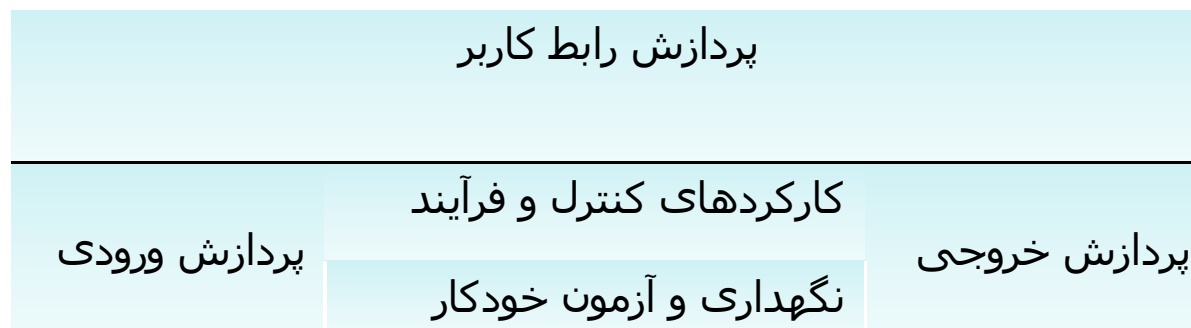 پردازش رابط کاربر
پردازش خروجی
کارکردهای کنترل و فرآیند
نگهداری و آزمون خودکار
پردازش ورودی